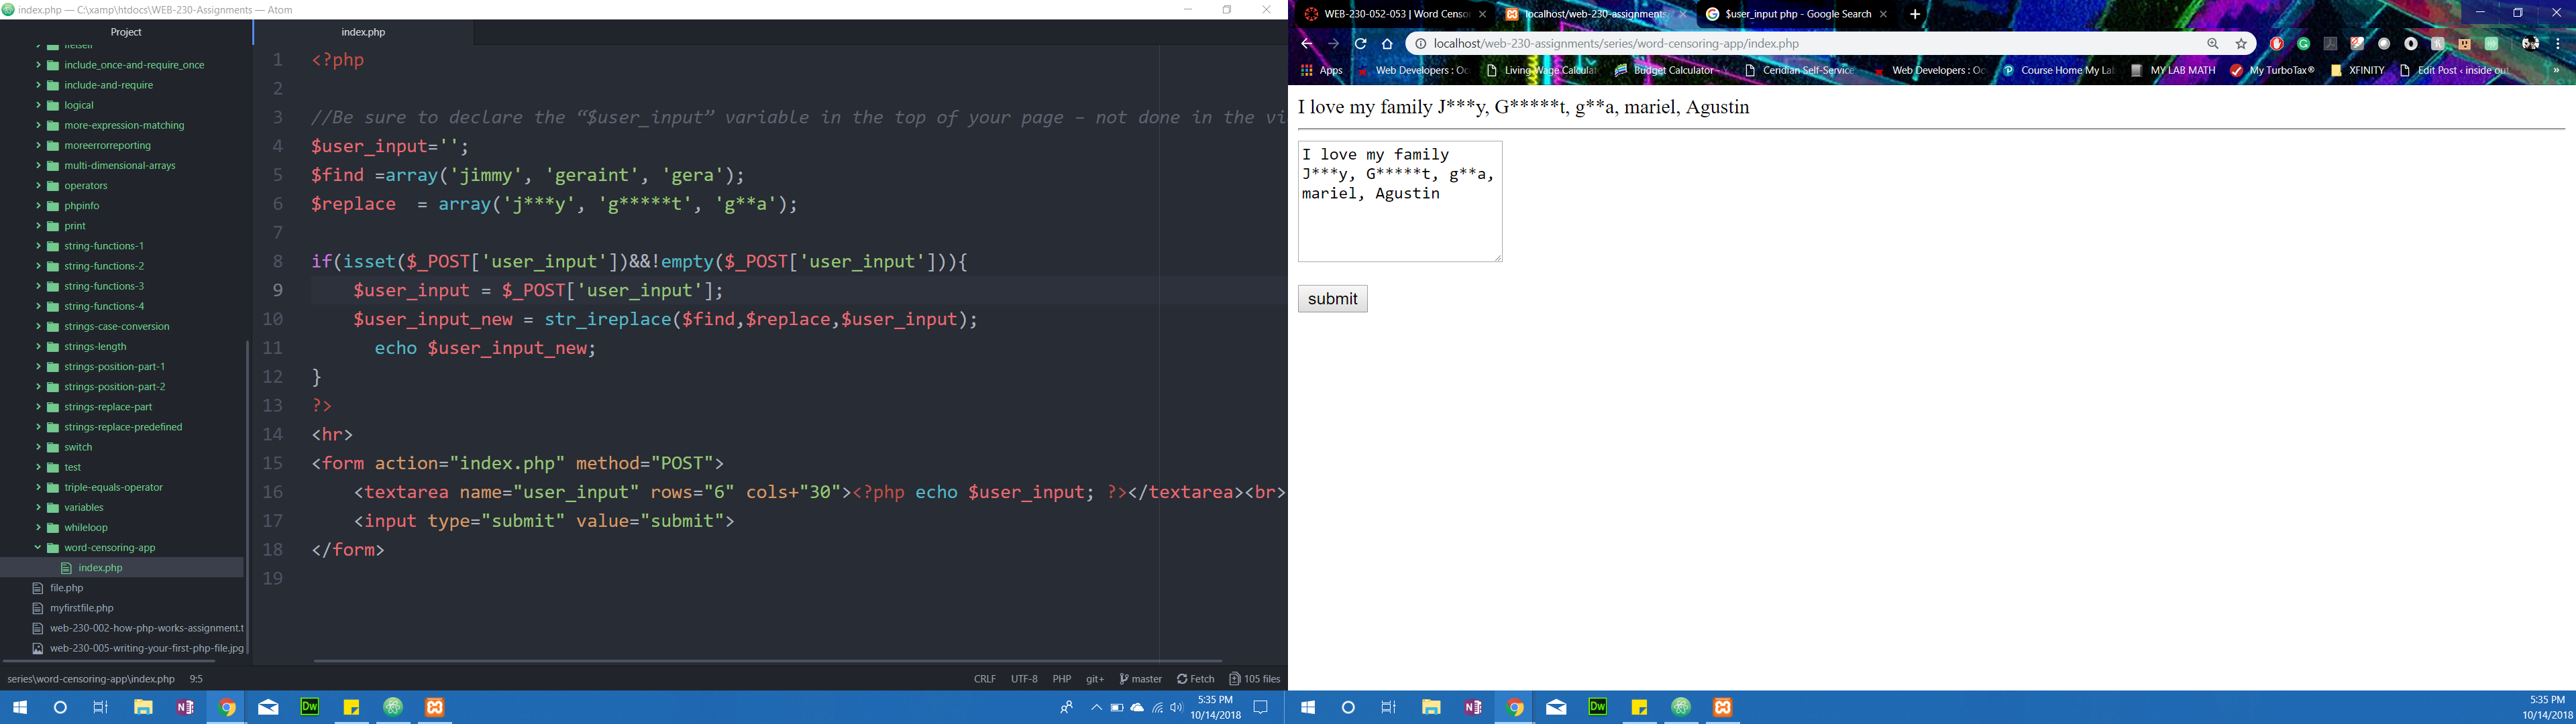 index.php — C:\xamp\htdocs\WEB-230-Assignments — Atom
Project
include_once-and-require_once
include-and-require
logical
more-expression-matching
moreerrorreporting
multi-dimensional-arrays
operators
phpinfo
print
string-functions-1
string-functions-2
string-functions-3
string-functions-4
strings-case-conversion
strings-length
strings-position-part-1
strings-position-part-2
strings-replace-part
strings-replace-predefined
switch
test
triple-equals-operator
variables
whileloop
word-censoring-app
index.php
file.php
myfirstfile.php
web-230-002-how-php-works-assignment.t
web-230-005-writing-your-first-php-file.jpg
index.php
1 <?php
2
3 //Be sure to declare the “$user_input” variable in the top of your page – not done in the vi
4 $user_input='';
5 $find =array('jimmy', 'geraint', 'gera');
6 $replace  = array('j***y', 'g*****t', 'g**a');
7
8 if(isset($_POST['user_input'])&&!empty($_POST['user_input'])){
9     $user_input = $_POST['user_input'];
10     $user_input_new = str_ireplace($find,$replace,$user_input);
11       echo $user_input_new;
12 }
13 ?>
14 <hr>
15 <form action="index.php" method="POST">
16     <textarea name="user_input" rows="6" cols+"30"><?php echo $user_input; ?></textarea><br>
17     <input type="submit" value="submit">
18 </form>
19
series\word-censoring-app\index.php 9:5
CRLF UTF-8 PHP git+ master Fetch 105 files
Dw
5:35 PM
10/14/2018
WEB-230-052-053 | Word Censor
localhost/web-230-assignments
$user_input php - Google Search
localhost/web-230-assignments/series/word-censoring-app/index.php
Apps Web Developers : Oc Living Wage Calculat Budget Calculator - Ceridian Self-Service Web Developers : Oc Course Home My Lab MY LAB MATH My TurboTax® XFINITY Edit Post ‹ inside out »
I love my family J***y, G*****t, g**a, mariel, Agustin
I love my family
J***y, G*****t, g**a,
mariel, Agustin
submit
Dw
5:35 PM
10/14/2018